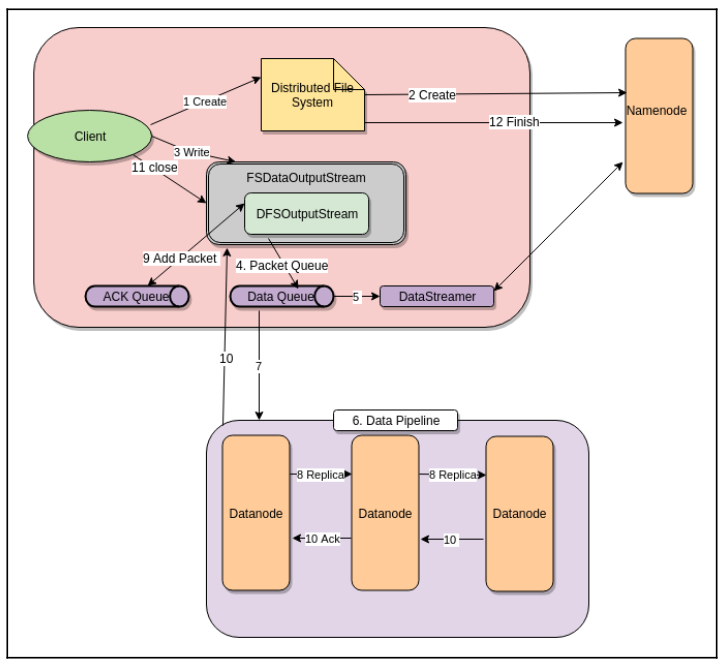 Distributed File
System
1 Create
2 Create
Namenode
12 Finish
Client
3 Write
11 close
FSDataOutputStream
DFSOutputStream
9 Add Packet
4. Packet Queue
ACK Queue
Data Queue
5
DataStreamer
10
7
6. Data Pipeline
8 Replica
8 Replica
Datanode
Datanode
Datanode
10 Ack
10